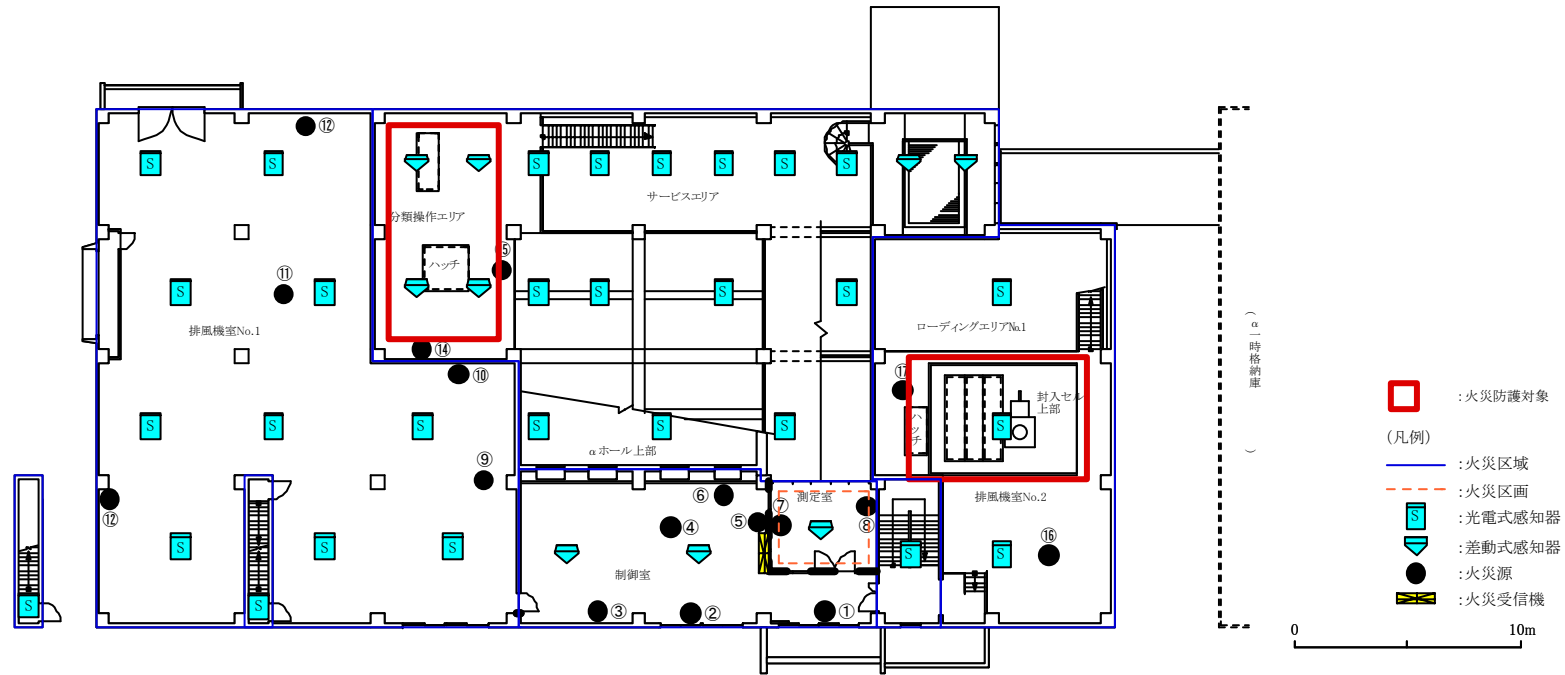 ⑫
S
S
S
S
S
S
S
S
サービスエリア
分類操作エリア
ハッチ
⑮
⑪
S
S
S
S
S
S
S
排風機室No.1
ローディングエリアNo.1
⑭
⑩
⑰
封入セル
上部
ハッチ
S
S
S
S
S
S
S
αホール上部
⑨
⑫
⑥
測定室
排風機室No.2
⑤
⑦
⑧
④
⑯
S
S
S
S
S
制御室
S
S
③
②
①
(α一時格納庫)
:火災防護対象
(凡例)
:火災区域
:火災区画
S
:光電式感知器
:差動式感知器
:火災源
:火災受信機
0
10m